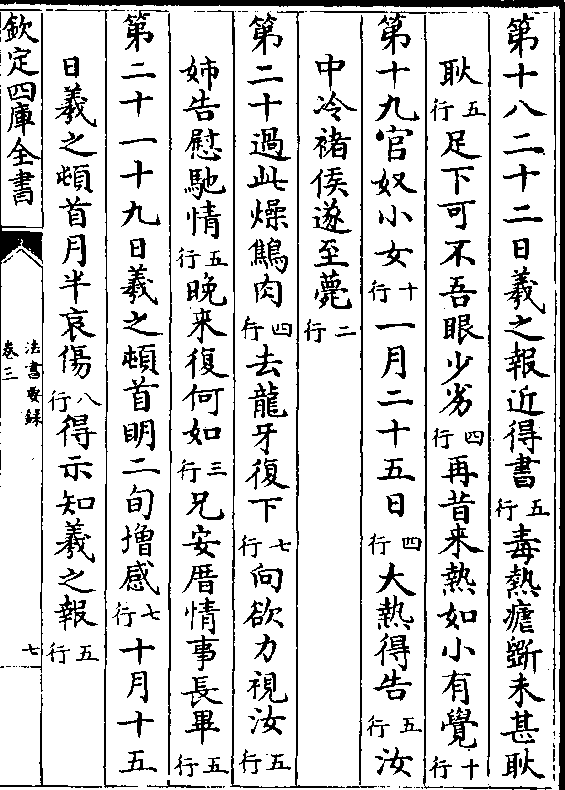 第十八二十二日羲之報近得書五行毒熱瘧斷未甚耿
耿五行足下可不吾眼少劣四行再昔来熱如小有覺十行
第十九官奴小女十行一月二十五日四行大熱得告五行汝
中冷褚侯遂至薨二行
第二十過此燥鷦肉四行去龍牙復下七行向欲力視汝五行
姊告慰馳情五行晚来復何如三行兄安厝情事長畢五行
第二十一十九日羲之頓首明二旬増感七行十月十五
日羲之頓首月半哀傷八行得示知羲之報五行
欽定四庫全書
法書要録
卷三
七